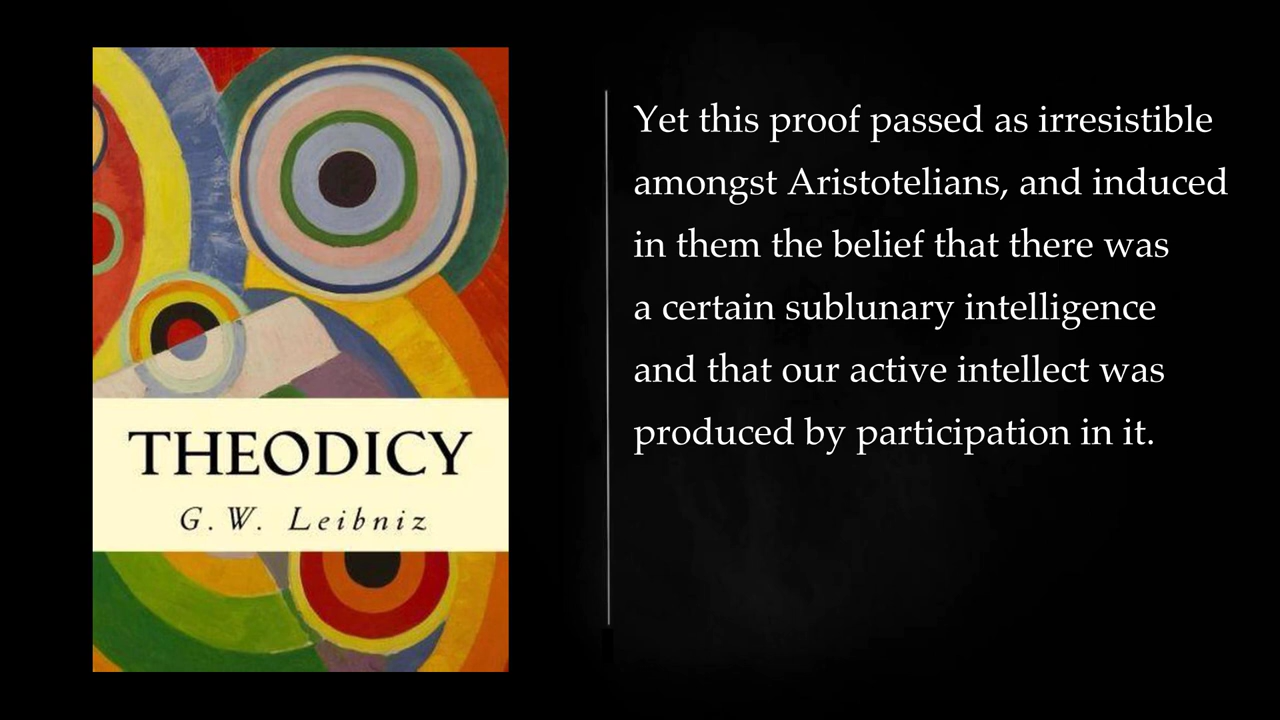 THEODICY
G.W. Leibniz
Yet this proof passed as irresistible
amongst Aristotelians, and induced
in them the belief that there was
a certain sublunary intelligence
and that our active intellect was
produced by participation in it.